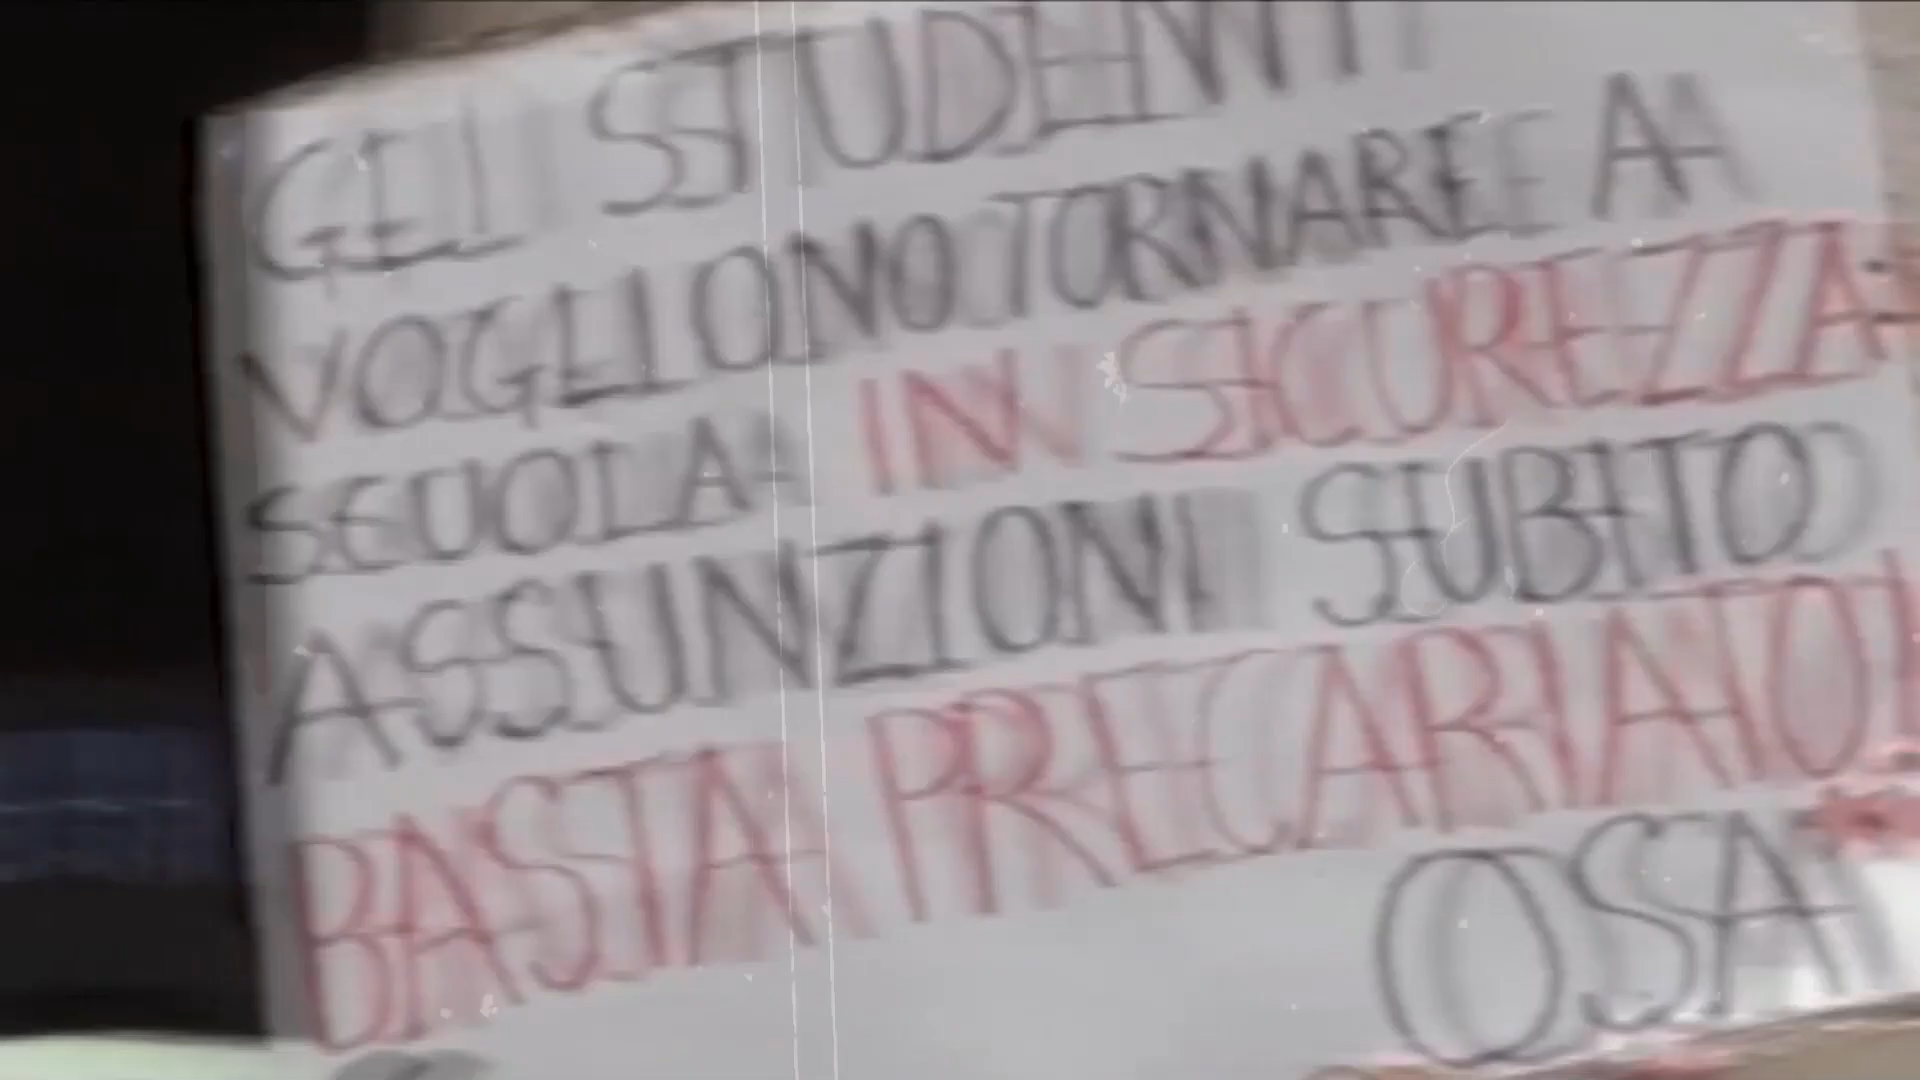 GLI STUDENTI
VOGLIONO TORNARE A
SCUOLA IN SICUREZZA:
ASSUNZIONI SUBITO
BASTA PRECARIATO!
OSA